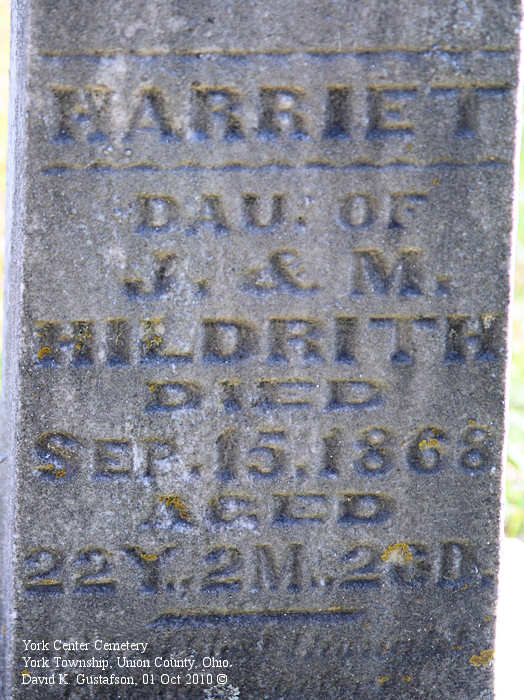 HARRIET
DAU. OF
J. & M.
HILDRITH
DIED
SEP. 15. 1868
AGED
22Y., 2M., 26D.
York Center Cemetery
York Township, Union County, Ohio.
David K. Gustafson, 01 Oct 2010 ©